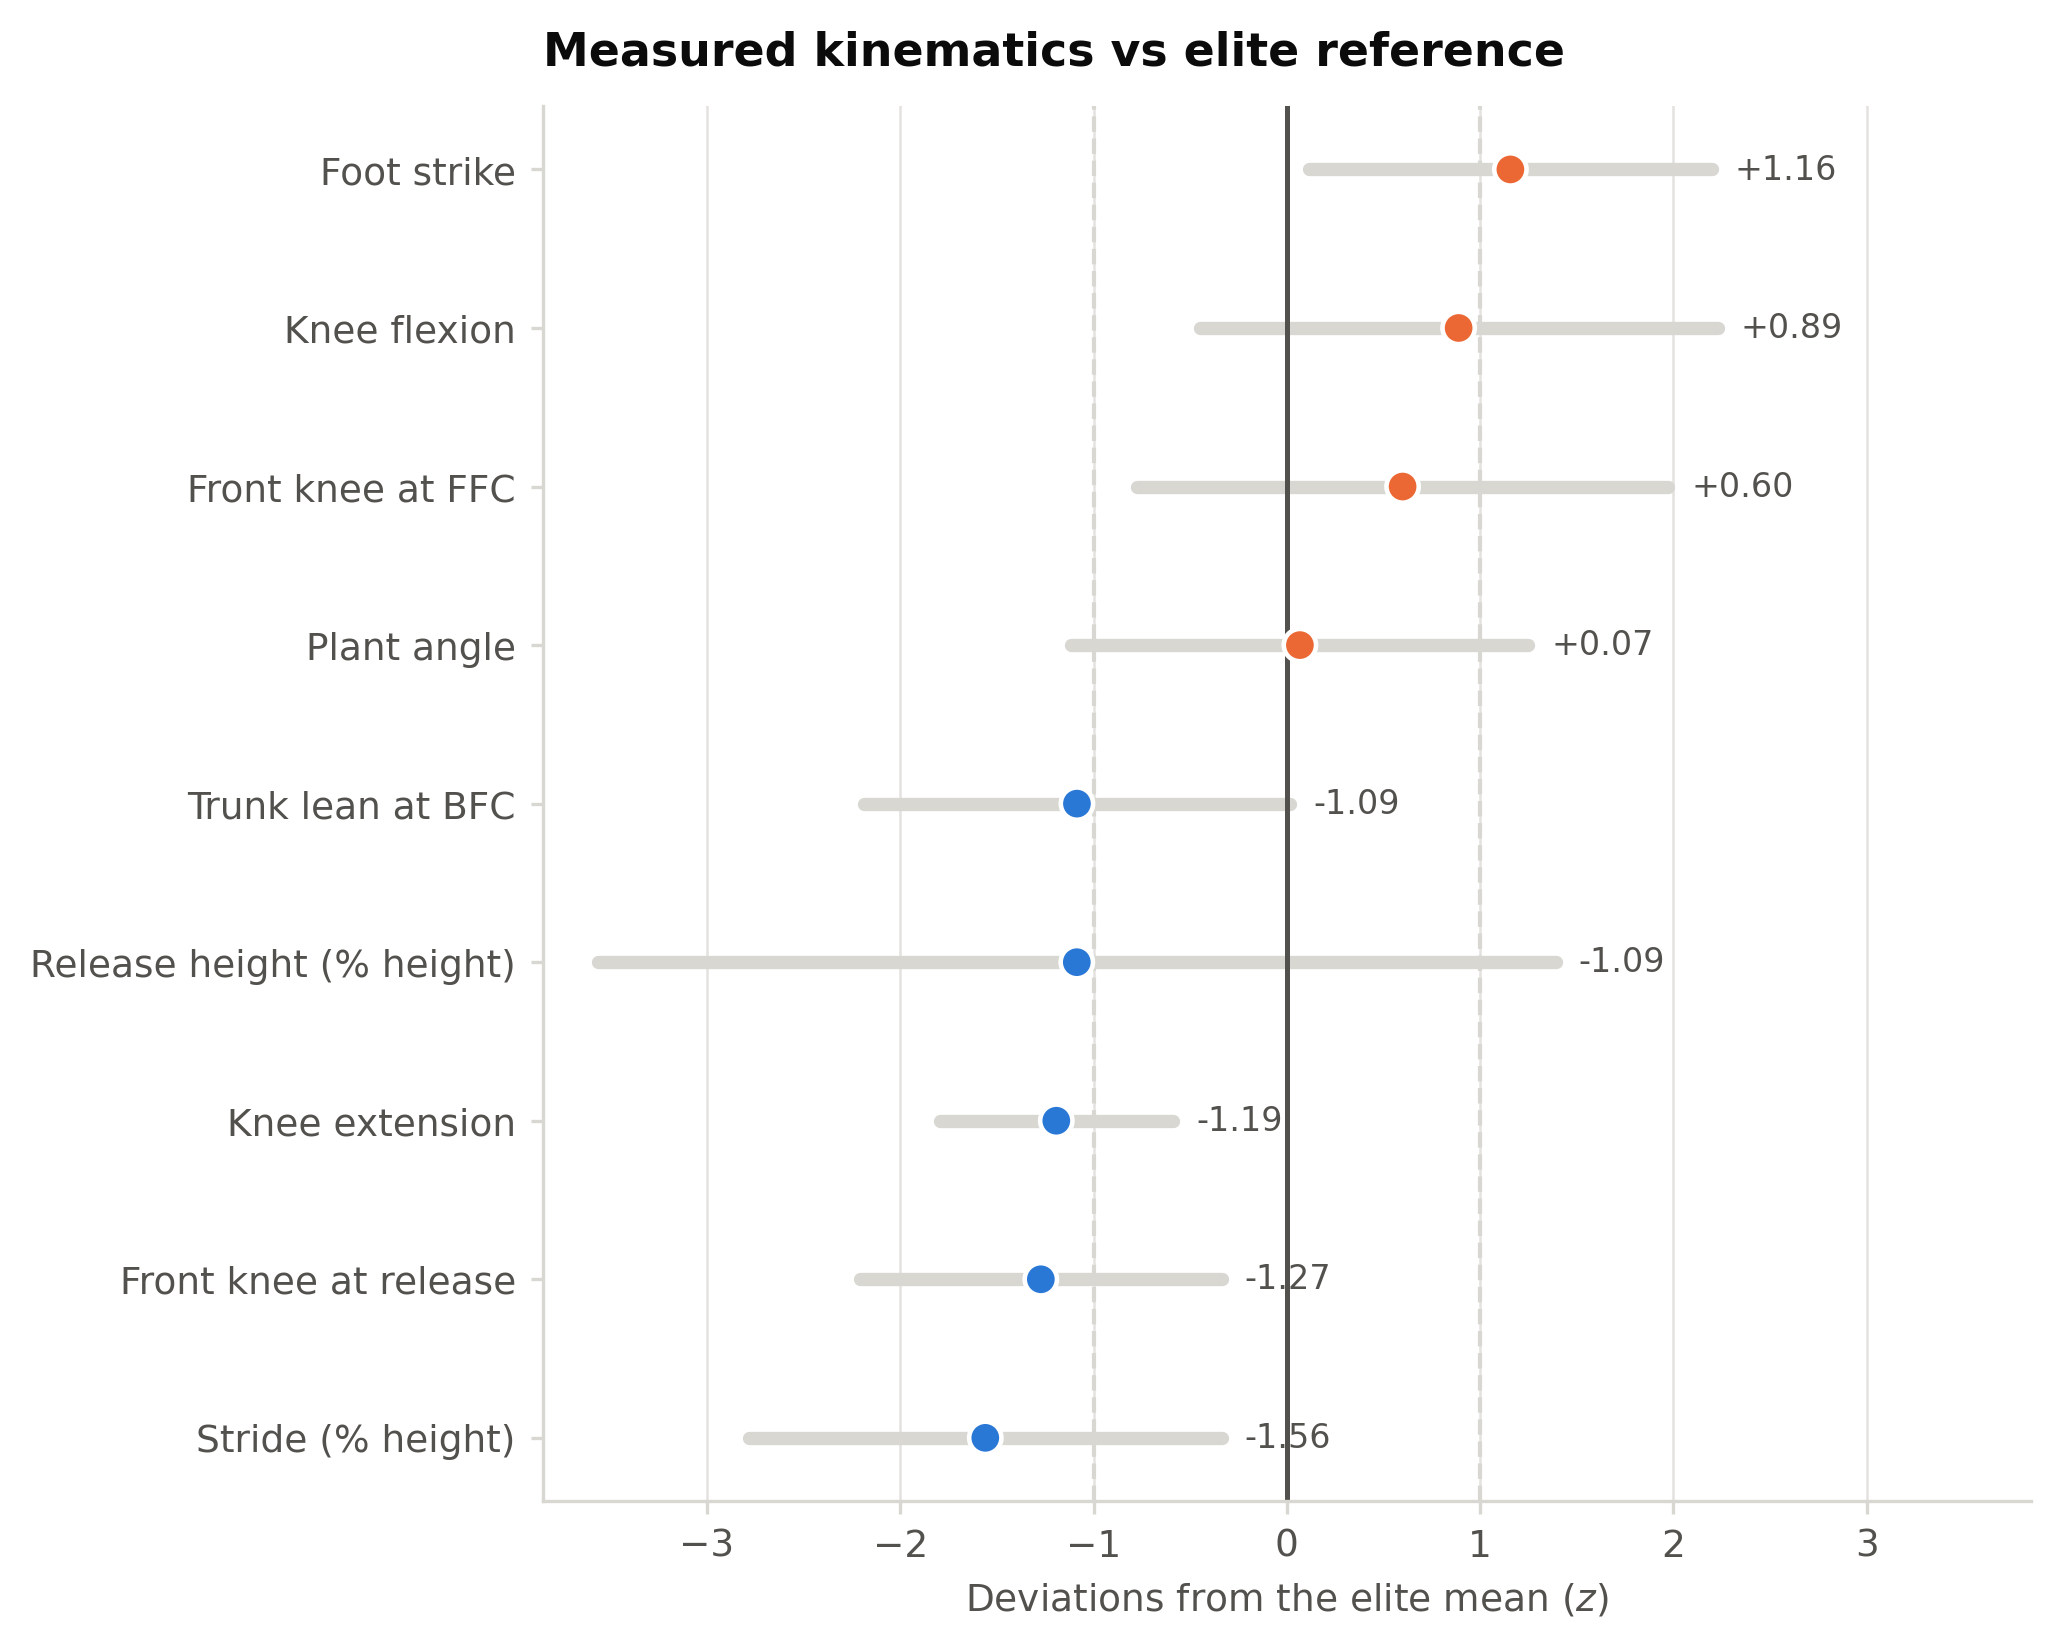 Measured kinematics vs elite reference
Foot strike +1.16
Knee flexion +0.89
Front knee at FFC +0.60
Plant angle +0.07
Trunk lean at BFC -1.09
Release height (% height) -1.09
Knee extension -1.19
Front knee at release -1.27
Stride (% height) -1.56
−3 −2 −1 0 1 2 3
Deviations from the elite mean (z)